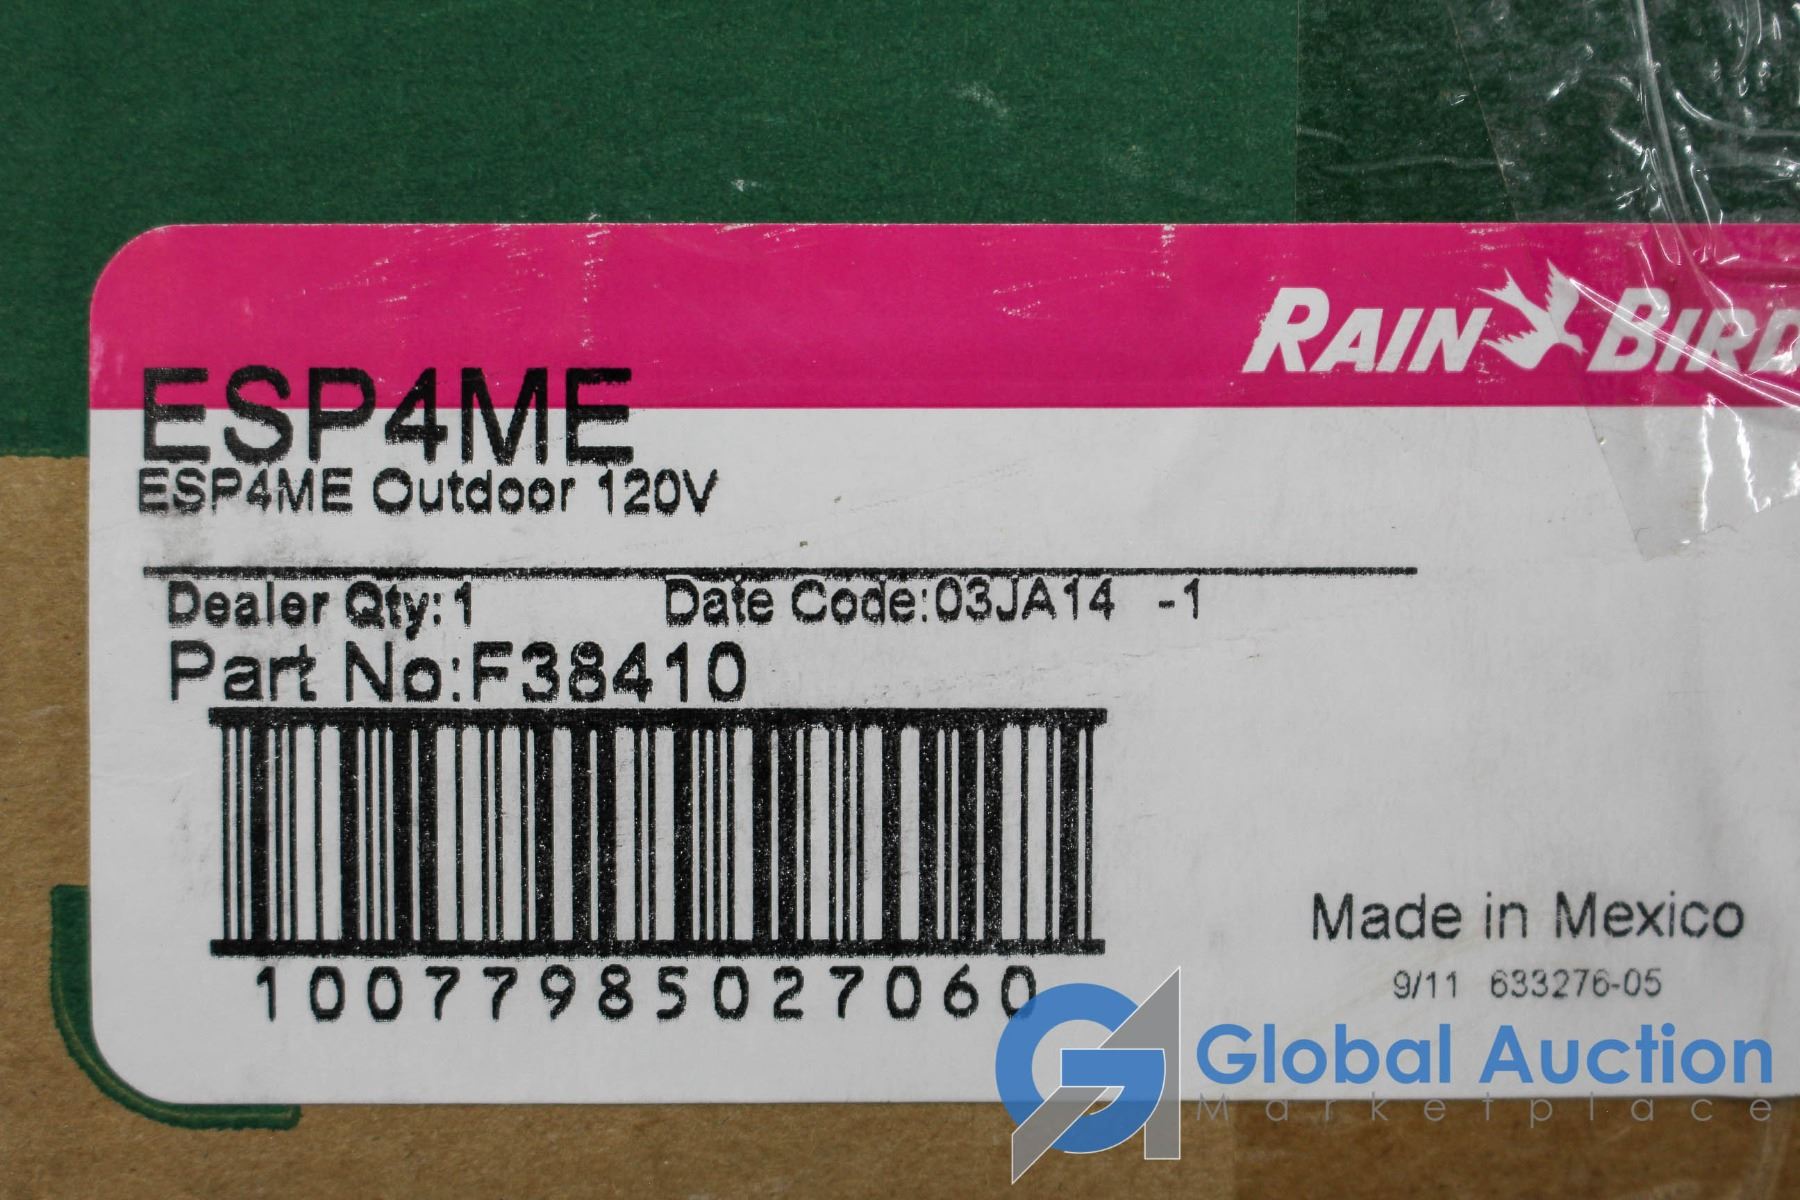 RAIN BIRD
ESP4ME
ESP4ME Outdoor 120V
Dealer Qty:1 Date Code:03JA14 -1
Part No:F38410
10077985027060
Made in Mexico
9/11 633276-05
Global Auction
Marketplace